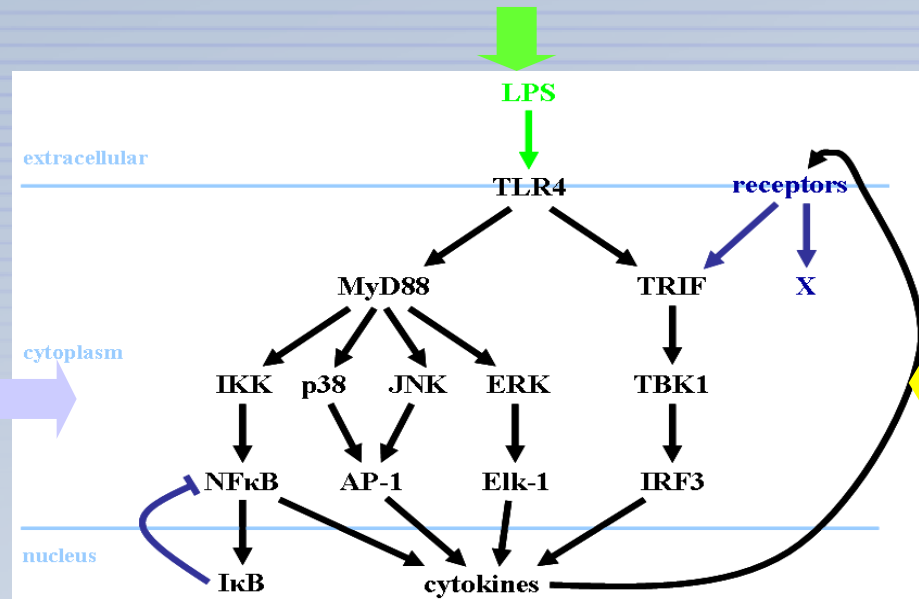 LPS
extracellular
TLR4 receptors
MyD88 TRIF X
cytoplasm
IKK p38 JNK ERK TBK1
NFκB AP-1 Elk-1 IRF3
nucleus
IκB cytokines